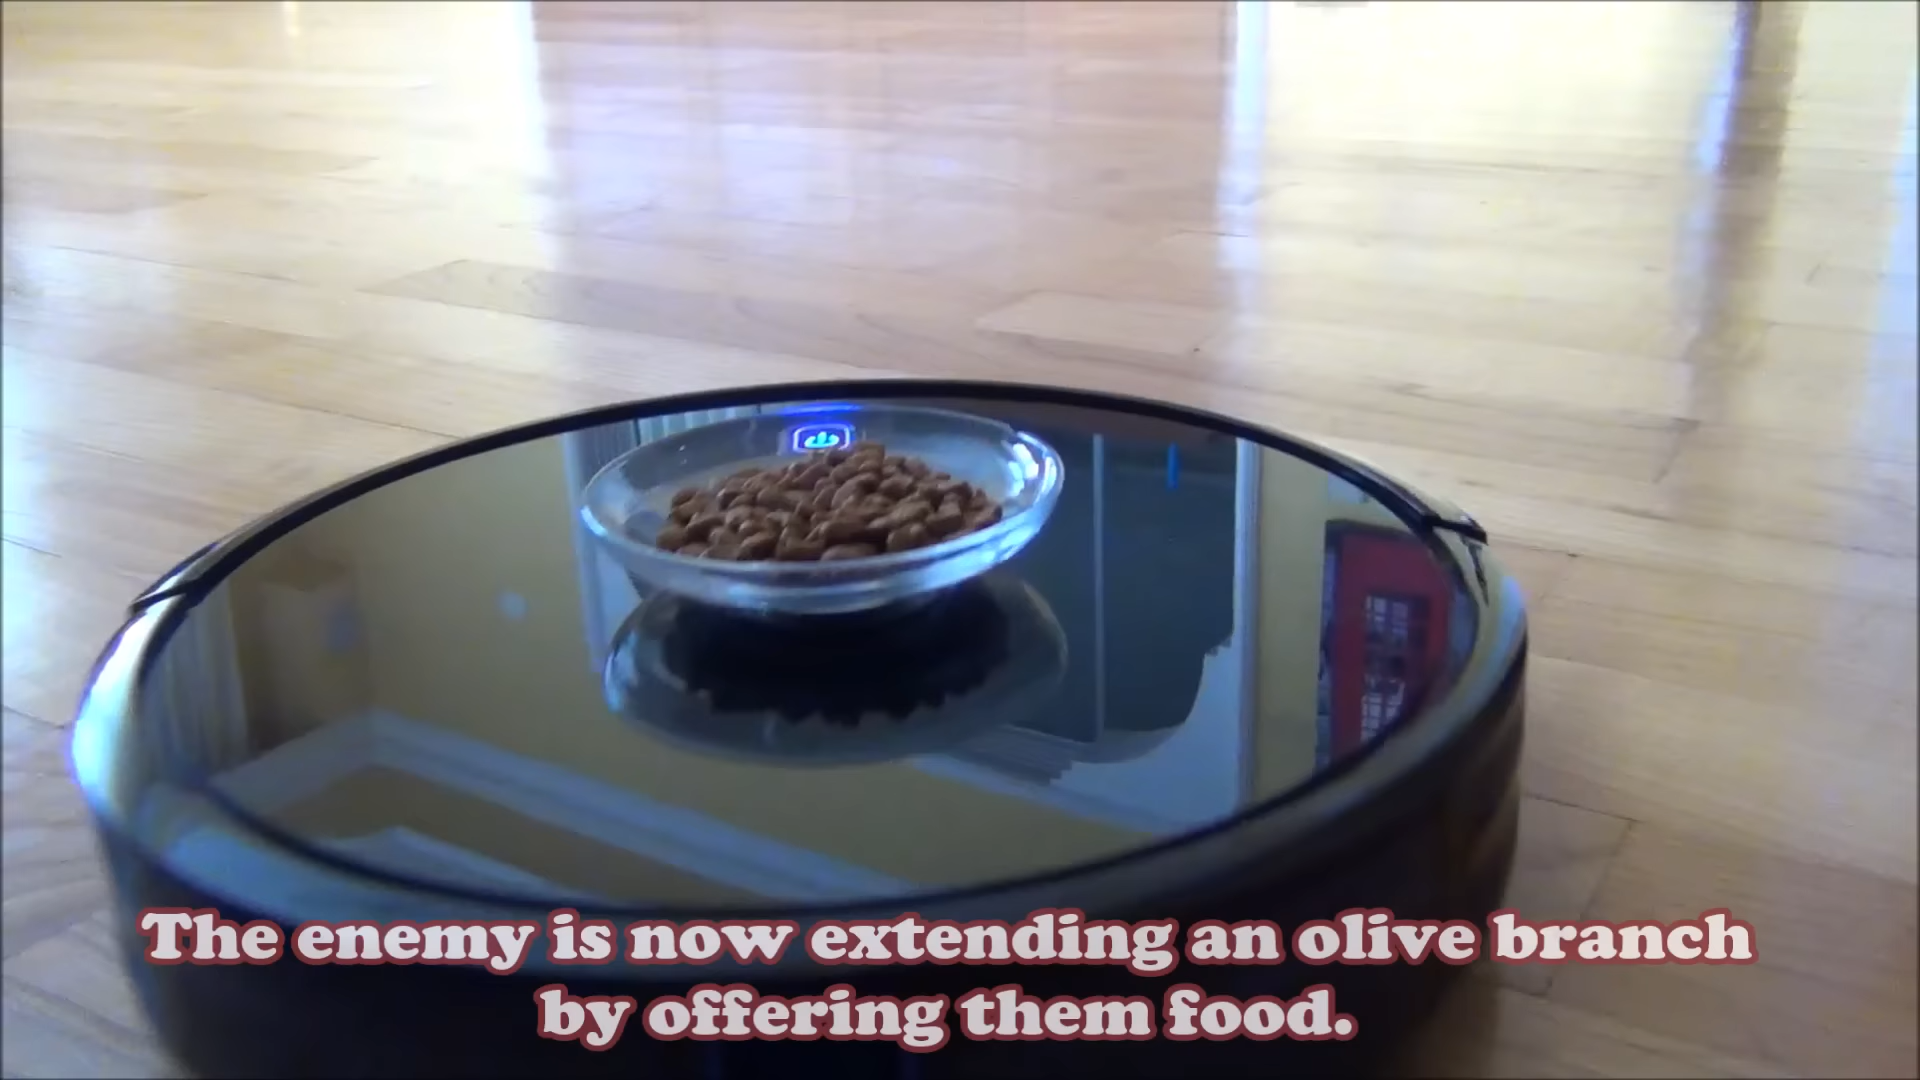 The enemy is now extending an olive branch
by offering them food.